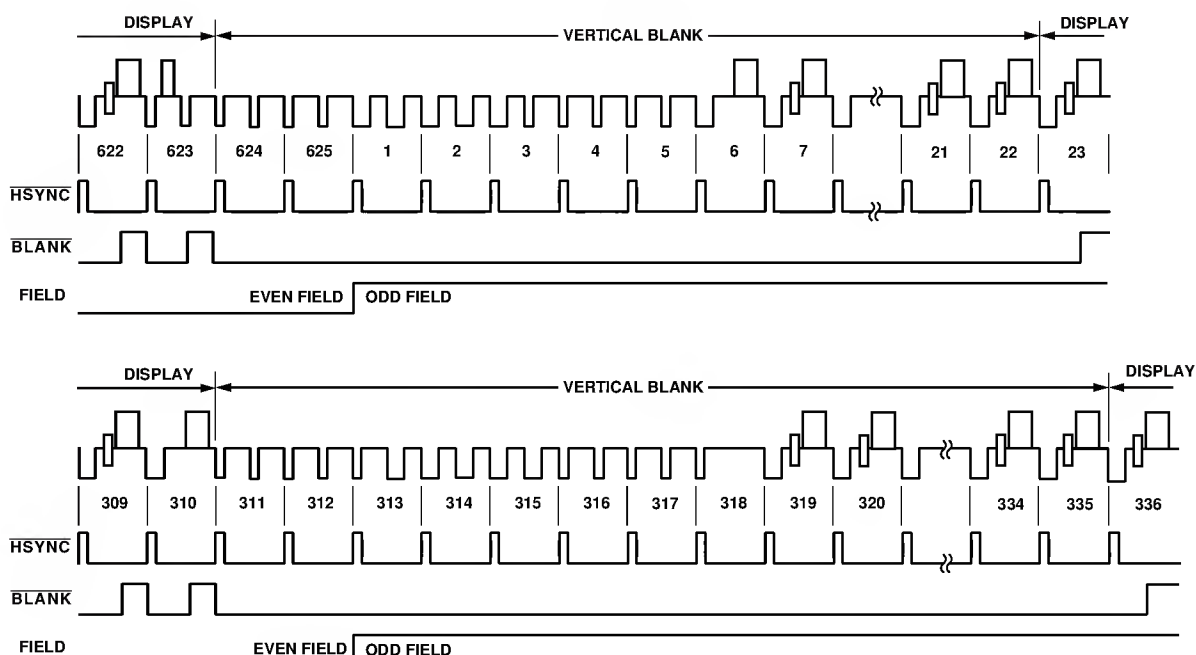 DISPLAY VERTICAL BLANK DISPLAY
622 623 624 625 1 2 3 4 5 6 7 21 22 23
HSYNC
BLANK
FIELD EVEN FIELD ODD FIELD
DISPLAY VERTICAL BLANK DISPLAY
309 310 311 312 313 314 315 316 317 318 319 320 334 335 336
HSYNC
BLANK
FIELD EVEN FIELD ODD FIELD